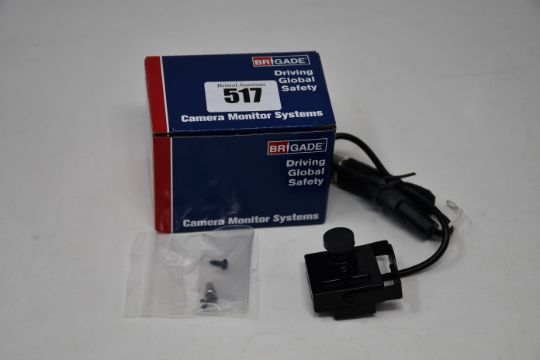 BRIGADE
Driving
Global
Safety
Bristol Auctions
517
Camera Monitor Systems
BRIGADE
Driving
Global
Safety
Camera Monitor Systems